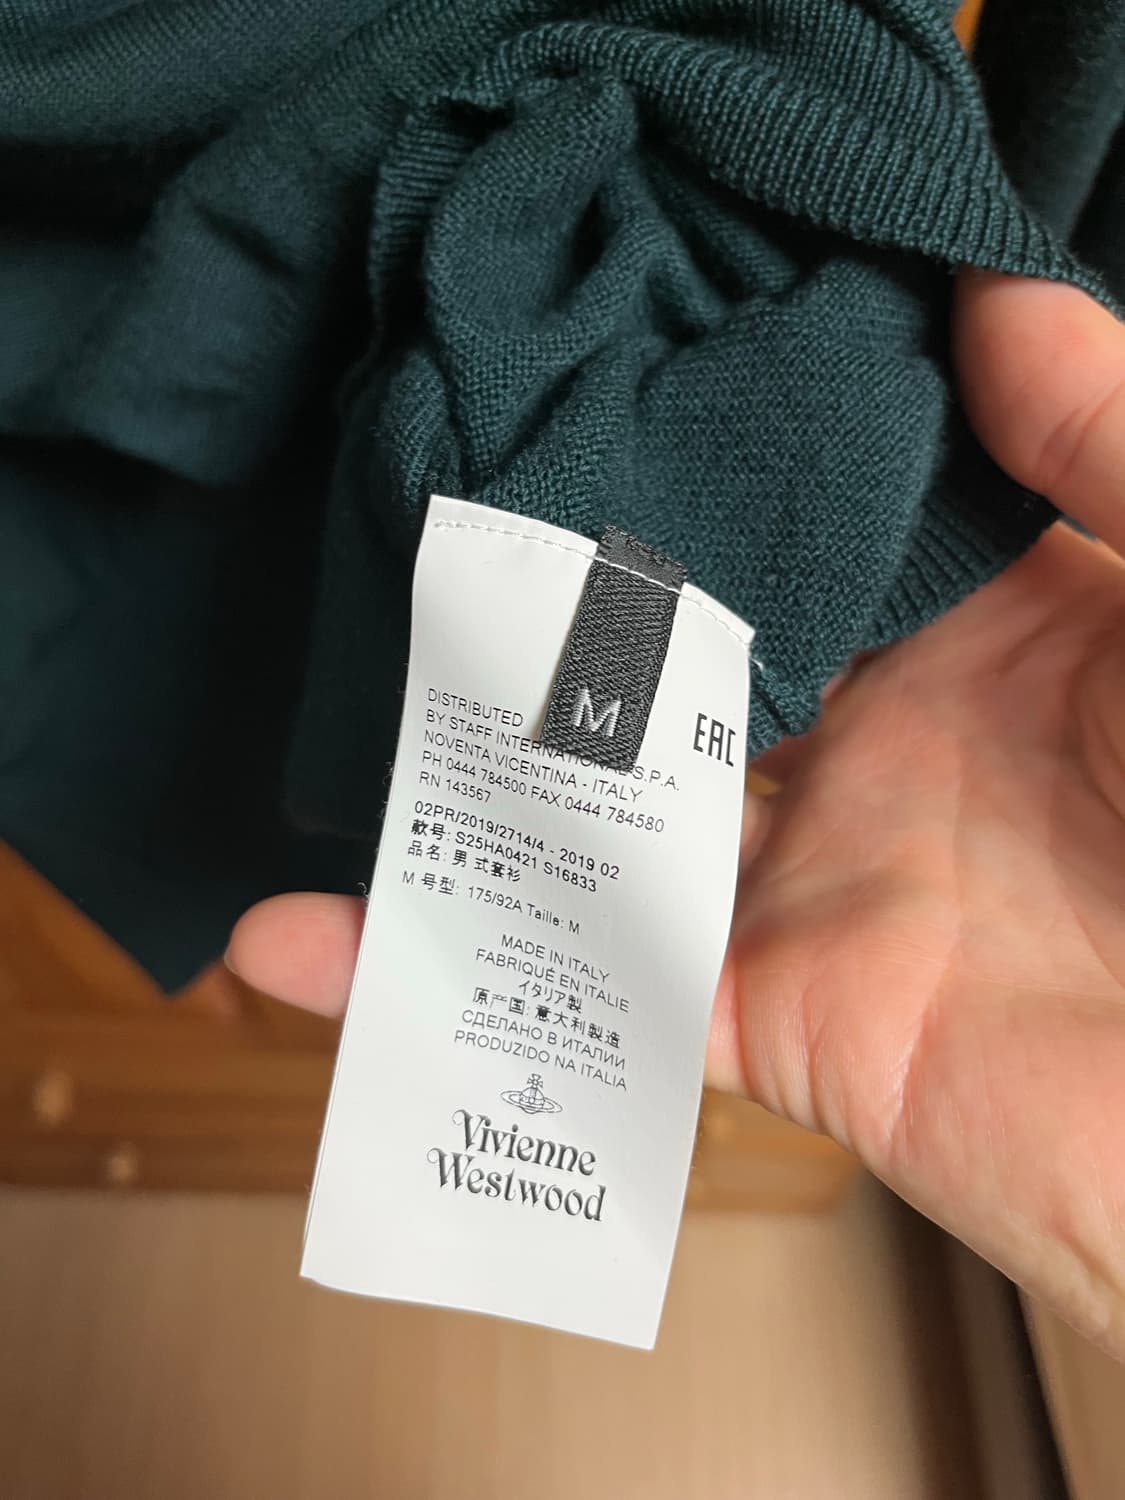 M
EAC
DISTRIBUTED
BY STAFF INTERNATIONAL S.P.A.
NOVENTA VICENTINA - ITALY
PH 0444 784500 FAX 0444 784580
RN 143567
02PR/2019/2714/4 - 2019 02
款号: S25HA0421 S16833
品名: 男 式套衫
M 号型: 175/92A Taille: M
MADE IN ITALY
FABRIQUÉ EN ITALIE
イタリア製
原产国: 意大利製造
СДЕЛАНО В ИТАЛИИ
PRODUZIDO NA ITALIA
Vivienne
Westwood